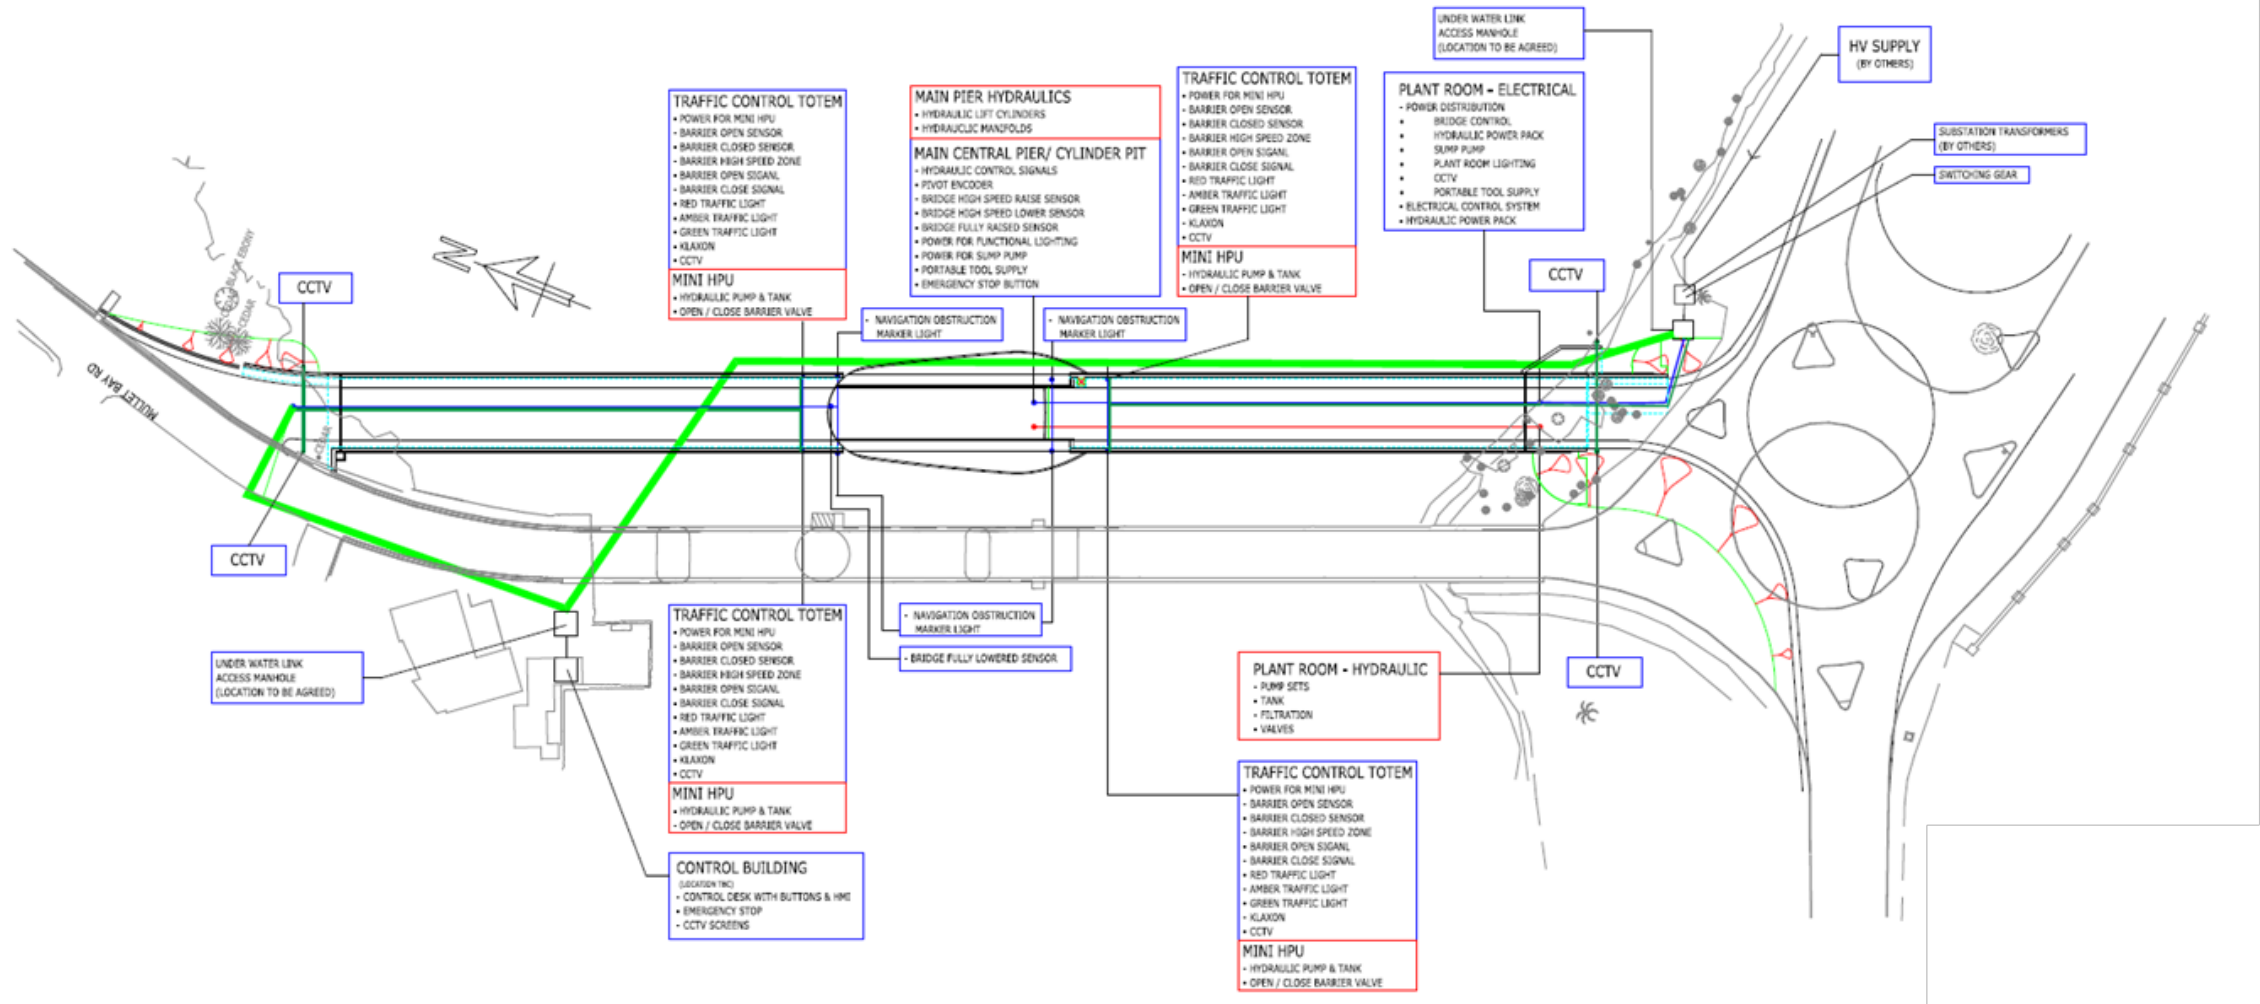 UNDER WATER LINK
ACCESS MANHOLE
(LOCATION TO BE AGREED)
HV SUPPLY
(BY OTHERS)
TRAFFIC CONTROL TOTEM
• POWER FOR MINI HPU
- BARRIER OPEN SENSOR
• BARRIER CLOSED SENSOR
- BARRIER HIGH SPEED ZONE
• BARRIER OPEN SIGANL
- BARRIER CLOSE SIGNAL
• RED TRAFFIC LIGHT
• AMBER TRAFFIC LIGHT
• GREEN TRAFFIC LIGHT
• KLAXON
• CCTV
MINI HPU
• HYDRAULIC PUMP & TANK
• OPEN / CLOSE BARRIER VALVE
MAIN PIER HYDRAULICS
• HYDRAULIC LIFT CYLINDERS
• HYDRAUCLIC MANIFOLDS
MAIN CENTRAL PIER/ CYLINDER PIT
- HYDRAULIC CONTROL SIGNALS
• PIVOT ENCODER
- BRIDGE HIGH SPEED RAISE SENSOR
• BRIDGE HIGH SPEED LOWER SENSOR
• BRIDGE FULLY RAISED SENSOR
• POWER FOR FUNCTIONAL LIGHTING
• POWER FOR SUMP PUMP
• PORTABLE TOOL SUPPLY
• EMERGENCY STOP BUTTON
TRAFFIC CONTROL TOTEM
• POWER FOR MINI HPU
- BARRIER OPEN SENSOR
• BARRIER CLOSED SENSOR
• BARRIER HIGH SPEED ZONE
• BARRIER OPEN SIGANL
- BARRIER CLOSE SIGNAL
• RED TRAFFIC LIGHT
- AMBER TRAFFIC LIGHT
• GREEN TRAFFIC LIGHT
- KLAXON
• CCTV
MINI HPU
- HYDRAULIC PUMP & TANK
• OPEN / CLOSE BARRIER VALVE
PLANT ROOM - ELECTRICAL
- POWER DISTRIBUTION
• BRIDGE CONTROL
• HYDRAULIC POWER PACK
• SUMP PUMP
• PLANT ROOM LIGHTING
• CCTV
• PORTABLE TOOL SUPPLY
• ELECTRICAL CONTROL SYSTEM
• HYDRAULIC POWER PACK
SUBSTATION TRANSFORMERS
(BY OTHERS)
SWITCHING GEAR
BLACK EBONY
CEDAR
CEDAR
N
CCTV
CCTV
- NAVIGATION OBSTRUCTION
MARKER LIGHT
- NAVIGATION OBSTRUCTION
MARKER LIGHT
MULLET BAY RD
CEDAR
CCTV
- NAVIGATION OBSTRUCTION
MARKER LIGHT
- BRIDGE FULLY LOWERED SENSOR
UNDER WATER LINK
ACCESS MANHOLE
(LOCATION TO BE AGREED)
TRAFFIC CONTROL TOTEM
• POWER FOR MINI HPU
- BARRIER OPEN SENSOR
• BARRIER CLOSED SENSOR
- BARRIER HIGH SPEED ZONE
• BARRIER OPEN SIGANL
- BARRIER CLOSE SIGNAL
• RED TRAFFIC LIGHT
• AMBER TRAFFIC LIGHT
• GREEN TRAFFIC LIGHT
• KLAXON
• CCTV
MINI HPU
• HYDRAULIC PUMP & TANK
- OPEN / CLOSE BARRIER VALVE
PLANT ROOM - HYDRAULIC
- PUMP SETS
• TANK
- FILTRATION
• VALVES
CCTV
CONTROL BUILDING
(LOCATION TBC)
- CONTROL DESK WITH BUTTONS & HMI
• EMERGENCY STOP
- CCTV SCREENS
TRAFFIC CONTROL TOTEM
• POWER FOR MINI HPU
- BARRIER OPEN SENSOR
• BARRIER CLOSED SENSOR
- BARRIER HIGH SPEED ZONE
• BARRIER OPEN SIGANL
- BARRIER CLOSE SIGNAL
• RED TRAFFIC LIGHT
- AMBER TRAFFIC LIGHT
• GREEN TRAFFIC LIGHT
- KLAXON
• CCTV
MINI HPU
- HYDRAULIC PUMP & TANK
• OPEN / CLOSE BARRIER VALVE